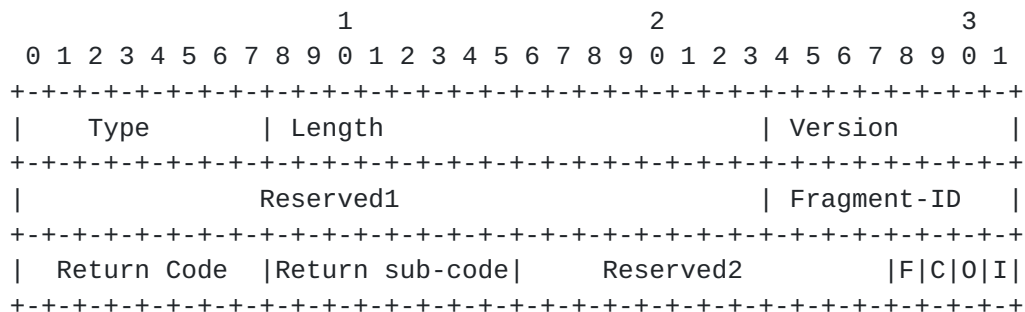 1                   2                   3
 0 1 2 3 4 5 6 7 8 9 0 1 2 3 4 5 6 7 8 9 0 1 2 3 4 5 6 7 8 9 0 1
+-+-+-+-+-+-+-+-+-+-+-+-+-+-+-+-+-+-+-+-+-+-+-+-+-+-+-+-+-+-+-+-+
|    Type       | Length                        | Version       |
+-+-+-+-+-+-+-+-+-+-+-+-+-+-+-+-+-+-+-+-+-+-+-+-+-+-+-+-+-+-+-+-+
|               Reserved1                       | Fragment-ID   |
+-+-+-+-+-+-+-+-+-+-+-+-+-+-+-+-+-+-+-+-+-+-+-+-+-+-+-+-+-+-+-+-+
|  Return Code  |Return sub-code|     Reserved2         |F|C|O|I|
+-+-+-+-+-+-+-+-+-+-+-+-+-+-+-+-+-+-+-+-+-+-+-+-+-+-+-+-+-+-+-+-+